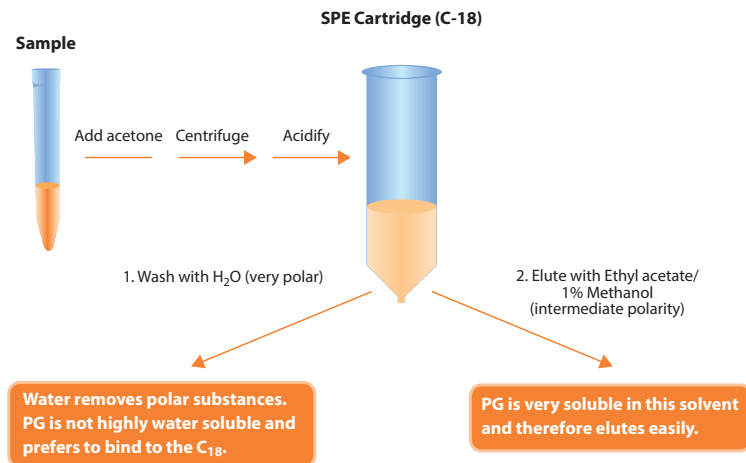 SPE Cartridge (C-18)
Sample
Add acetone
Centrifuge
Acidify
1. Wash with H₂O (very polar)
2. Elute with Ethyl acetate/
1% Methanol
(intermediate polarity)
Water removes polar substances.
PG is not highly water soluble and
prefers to bind to the C₁₈.
PG is very soluble in this solvent
and therefore elutes easily.